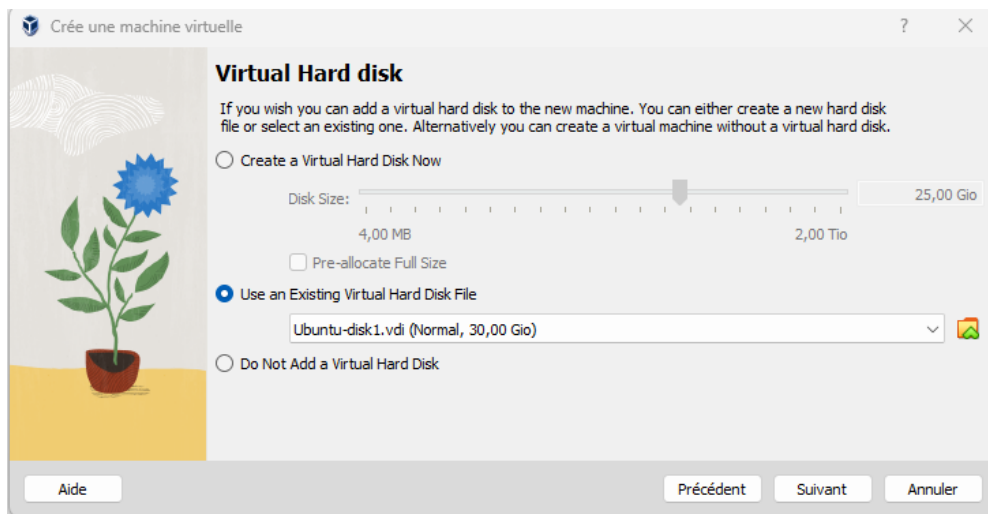 Crée une machine virtuelle
?
Virtual Hard disk
If you wish you can add a virtual hard disk to the new machine. You can either create a new hard disk
file or select an existing one. Alternatively you can create a virtual machine without a virtual hard disk.
Create a Virtual Hard Disk Now
Disk Size:
25,00 Gio
4,00 MB
2,00 Tio
Pre-allocate Full Size
Use an Existing Virtual Hard Disk File
Ubuntu-disk1.vdi (Normal, 30,00 Gio)
Do Not Add a Virtual Hard Disk
Aide
Précédent
Suivant
Annuler